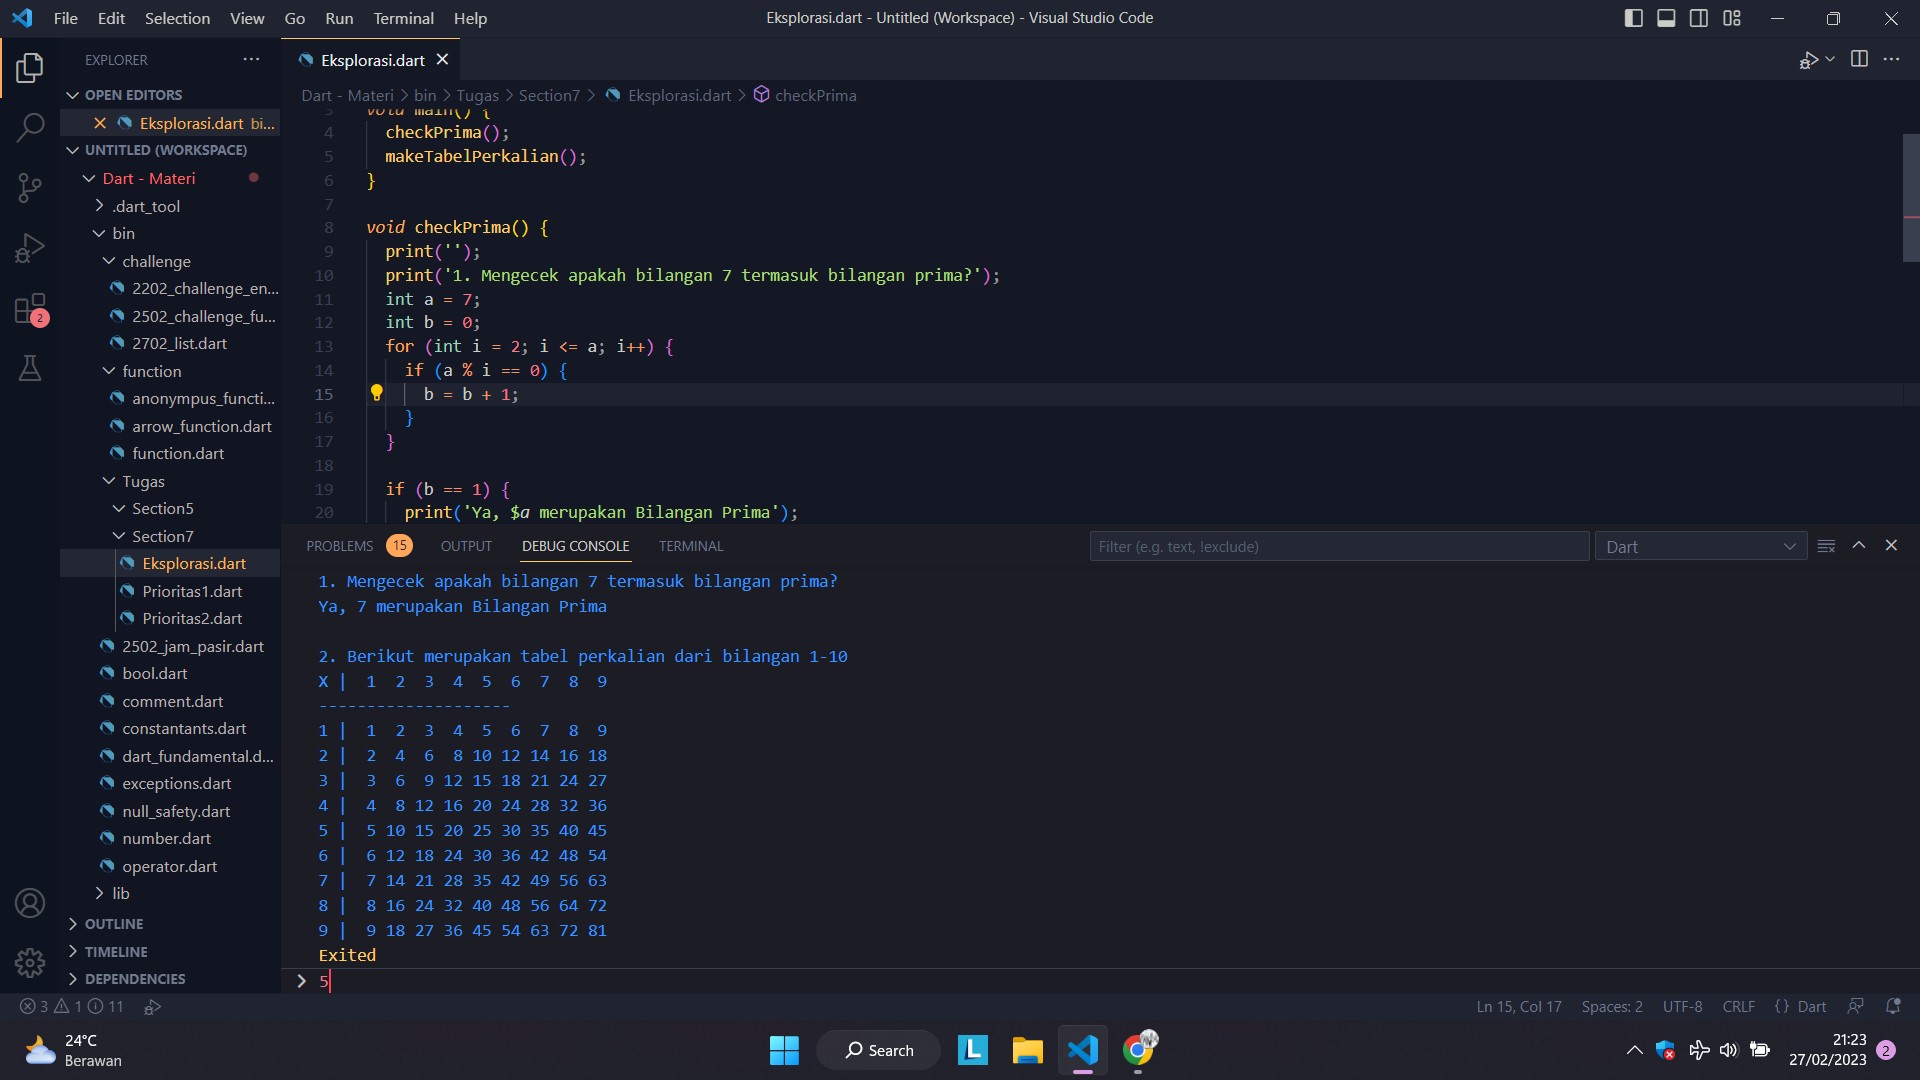 File Edit Selection View Go Run Terminal Help
Eksplorasi.dart - Untitled (Workspace) - Visual Studio Code
EXPLORER
OPEN EDITORS
Eksplorasi.dart bi...
UNTITLED (WORKSPACE)
Dart - Materi
.dart_tool
bin
challenge
2202_challenge_en...
2502_challenge_fu...
2702_list.dart
function
anonympus_functi...
arrow_function.dart
function.dart
Tugas
Section5
Section7
Eksplorasi.dart
Prioritas1.dart
Prioritas2.dart
2502_jam_pasir.dart
bool.dart
comment.dart
constantants.dart
dart_fundamental.d...
exceptions.dart
null_safety.dart
number.dart
operator.dart
lib
OUTLINE
TIMELINE
DEPENDENCIES
2
Eksplorasi.dart
Dart - Materi > bin > Tugas > Section7 > Eksplorasi.dart > checkPrima
3 void main() {
4 checkPrima();
5 makeTabelPerkalian();
6 }
7
8 void checkPrima() {
9 print('');
10 print('1. Mengecek apakah bilangan 7 termasuk bilangan prima?');
11 int a = 7;
12 int b = 0;
13 for (int i = 2; i <= a; i++) {
14 if (a % i == 0) {
15 b = b + 1;
16 }
17 }
18
19 if (b == 1) {
20 print('Ya, $a merupakan Bilangan Prima');
PROBLEMS 15 OUTPUT DEBUG CONSOLE TERMINAL
Filter (e.g. text, !exclude)
Dart
1. Mengecek apakah bilangan 7 termasuk bilangan prima?
Ya, 7 merupakan Bilangan Prima
2. Berikut merupakan tabel perkalian dari bilangan 1-10
X | 1 2 3 4 5 6 7 8 9
--------------------
1 | 1 2 3 4 5 6 7 8 9
2 | 2 4 6 8 10 12 14 16 18
3 | 3 6 9 12 15 18 21 24 27
4 | 4 8 12 16 20 24 28 32 36
5 | 5 10 15 20 25 30 35 40 45
6 | 6 12 18 24 30 36 42 48 54
7 | 7 14 21 28 35 42 49 56 63
8 | 8 16 24 32 40 48 56 64 72
9 | 9 18 27 36 45 54 63 72 81
Exited
> 5
3 1 11
Ln 15, Col 17 Spaces: 2 UTF-8 CRLF {} Dart
24°C
Berawan
Search
L
21:23
27/02/2023
2